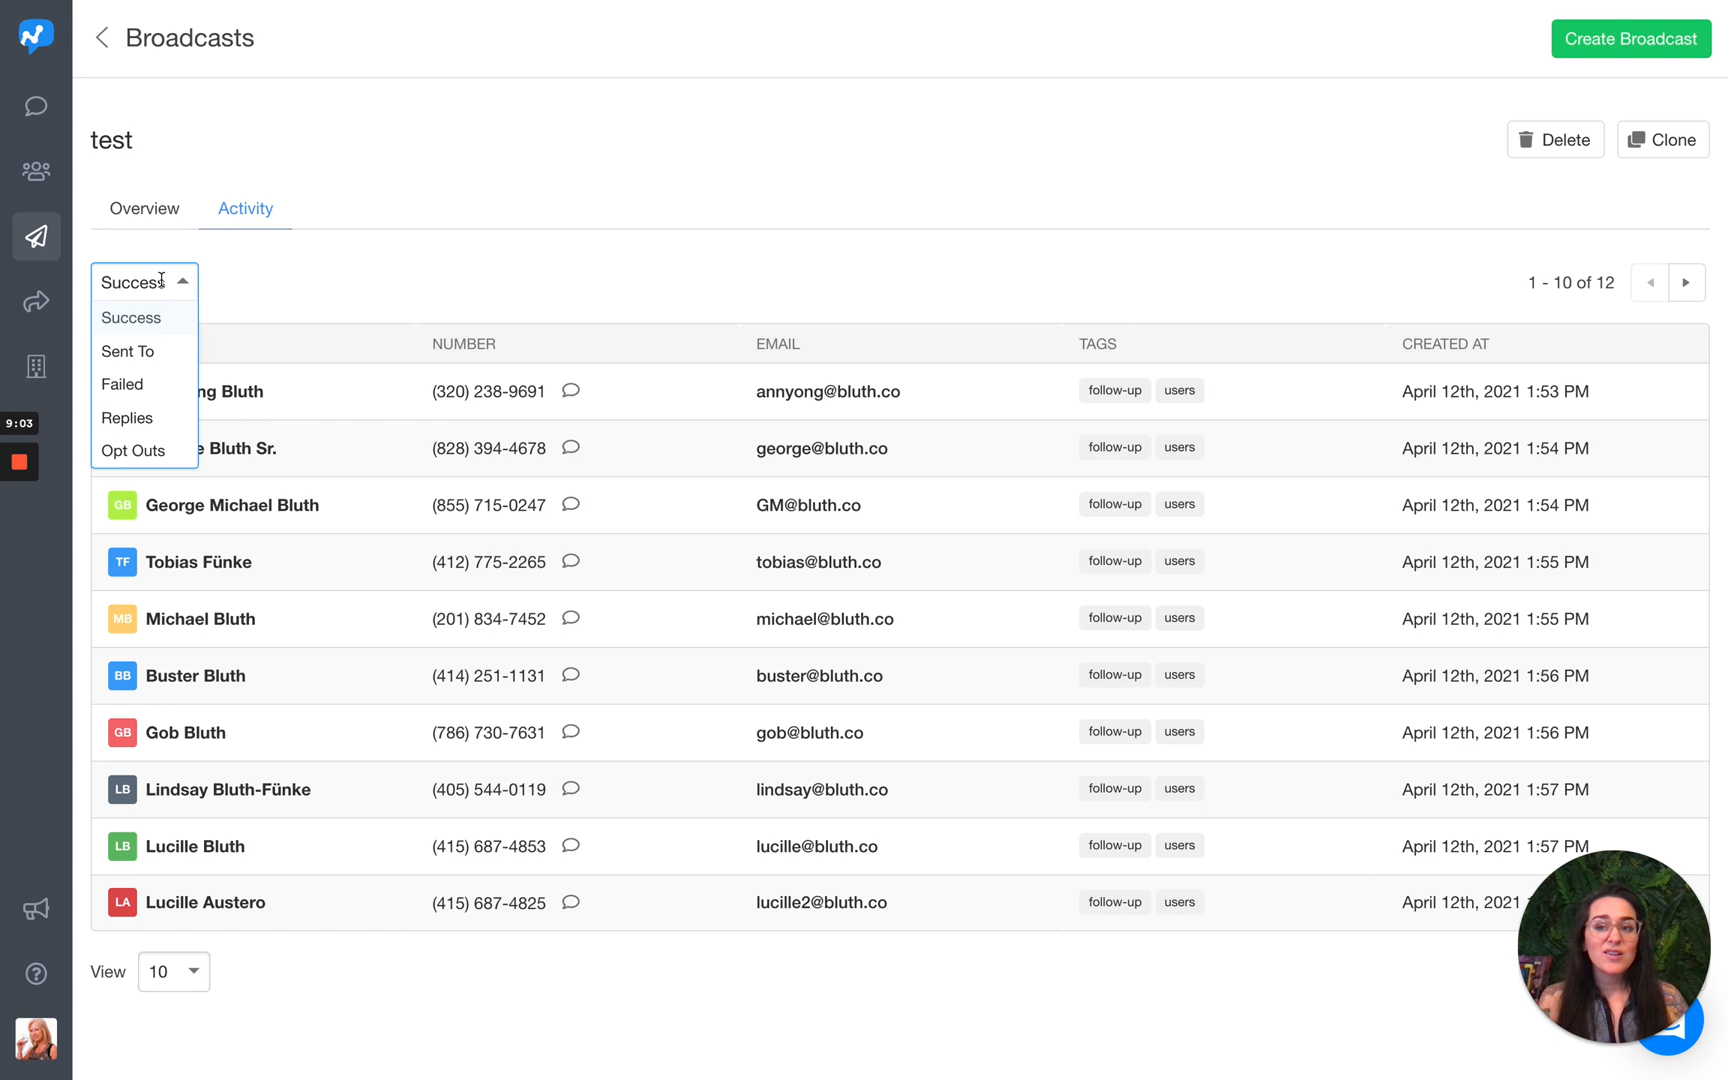 Broadcasts
Create Broadcast
test
Delete
Clone
Overview
Activity
Success
1 - 10 of 12
Success
Sent To
Failed
Replies
Opt Outs
NUMBER EMAIL TAGS CREATED AT
ng Bluth (320) 238-9691 annyong@bluth.co follow-up users April 12th, 2021 1:53 PM
e Bluth Sr. (828) 394-4678 george@bluth.co follow-up users April 12th, 2021 1:54 PM
GB George Michael Bluth (855) 715-0247 GM@bluth.co follow-up users April 12th, 2021 1:54 PM
TF Tobias Fünke (412) 775-2265 tobias@bluth.co follow-up users April 12th, 2021 1:55 PM
MB Michael Bluth (201) 834-7452 michael@bluth.co follow-up users April 12th, 2021 1:55 PM
BB Buster Bluth (414) 251-1131 buster@bluth.co follow-up users April 12th, 2021 1:56 PM
GB Gob Bluth (786) 730-7631 gob@bluth.co follow-up users April 12th, 2021 1:56 PM
LB Lindsay Bluth-Fünke (405) 544-0119 lindsay@bluth.co follow-up users April 12th, 2021 1:57 PM
LB Lucille Bluth (415) 687-4853 lucille@bluth.co follow-up users April 12th, 2021 1:57 PM
LA Lucille Austero (415) 687-4825 lucille2@bluth.co follow-up users April 12th, 2021
View 10
9:03